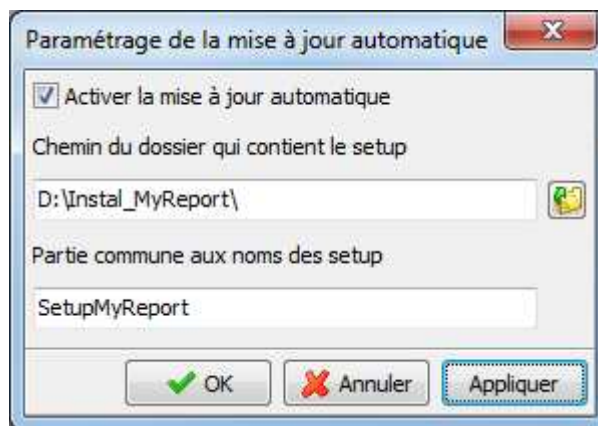 Paramétrage de la mise à jour automatique
Activer la mise à jour automatique
Chemin du dossier qui contient le setup
D:\Instal_MyReport\
Partie commune aux noms des setup
SetupMyReport
OK Annuler Appliquer